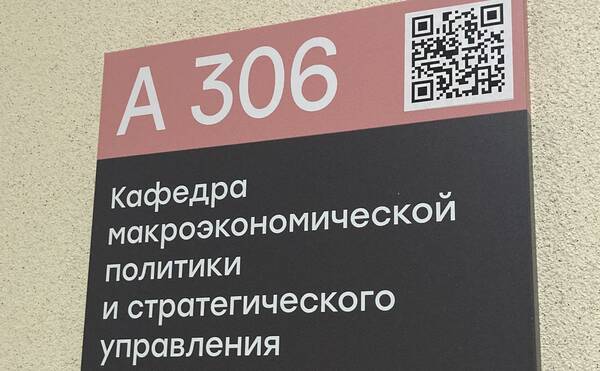 А 306
Кафедра
макроэкономической
политики
и стратегического
управления